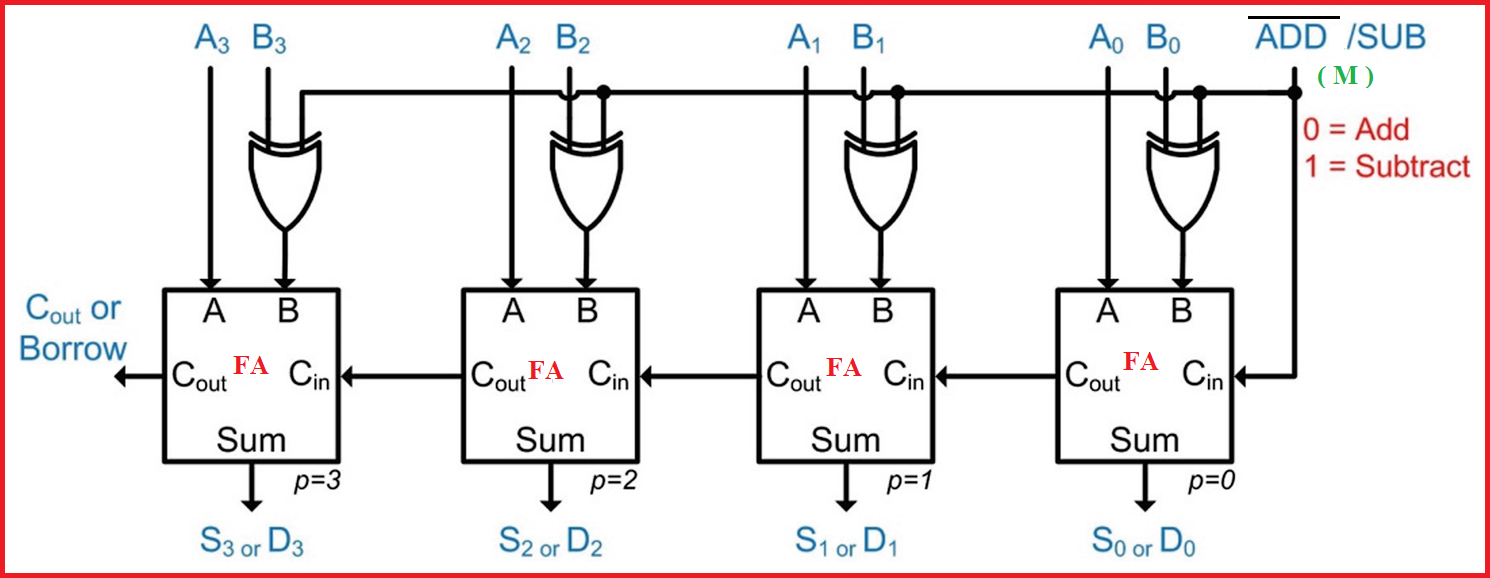 A3 B3 A2 B2 A1 B1 A0 B0 ADD /SUB
( M )
0 = Add
1 = Subtract
Cout or
Borrow
A B A B A B A B
Cout FA Cin Cout FA Cin Cout FA Cin Cout FA Cin
Sum Sum Sum Sum
p=3 p=2 p=1 p=0
S3 or D3 S2 or D2 S1 or D1 S0 or D0